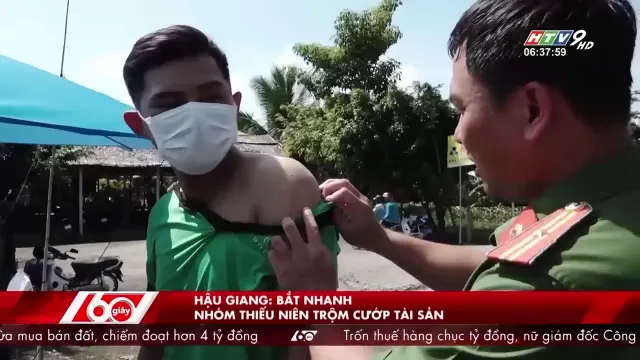 HTV9HD
06:37:59
60
giây
HẬU GIANG: BẮT NHANH
NHÓM THIẾU NIÊN TRỘM CƯỚP TÀI SẢN
ừa mua bán đất, chiếm đoạt hơn 4 tỷ đồng
60s
Trốn thuế hàng chục tỷ đồng, nữ giám đốc Công